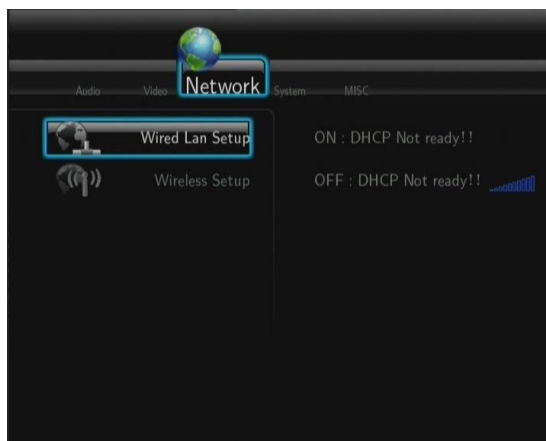 Audio Video Network System MISC
Wired Lan Setup ON : DHCP Not ready!!
Wireless Setup OFF : DHCP Not ready!!